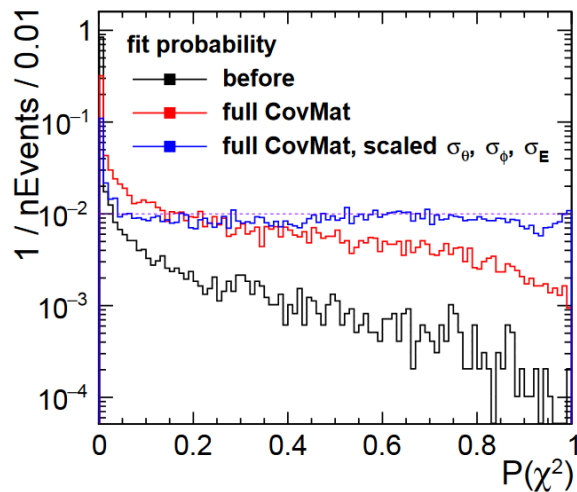 fit probability
before
full CovMat
full CovMat, scaled σθ, σϕ, σE
1 / nEvents / 0.01
1
10⁻¹
10⁻²
10⁻³
10⁻⁴
0 0.2 0.4 0.6 0.8 1
P(χ²)